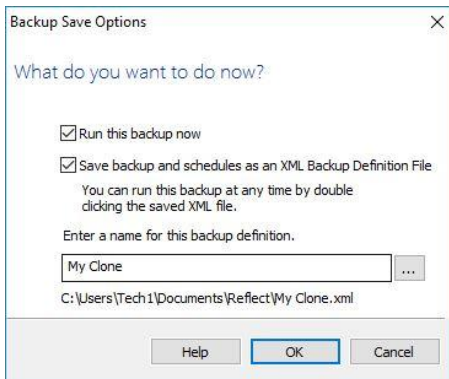 Backup Save Options
What do you want to do now?
Run this backup now
Save backup and schedules as an XML Backup Definition File
You can run this backup at any time by double
clicking the saved XML file.
Enter a name for this backup definition.
My Clone
...
C:\Users\Tech1\Documents\Reflect\My Clone.xml
Help
OK
Cancel